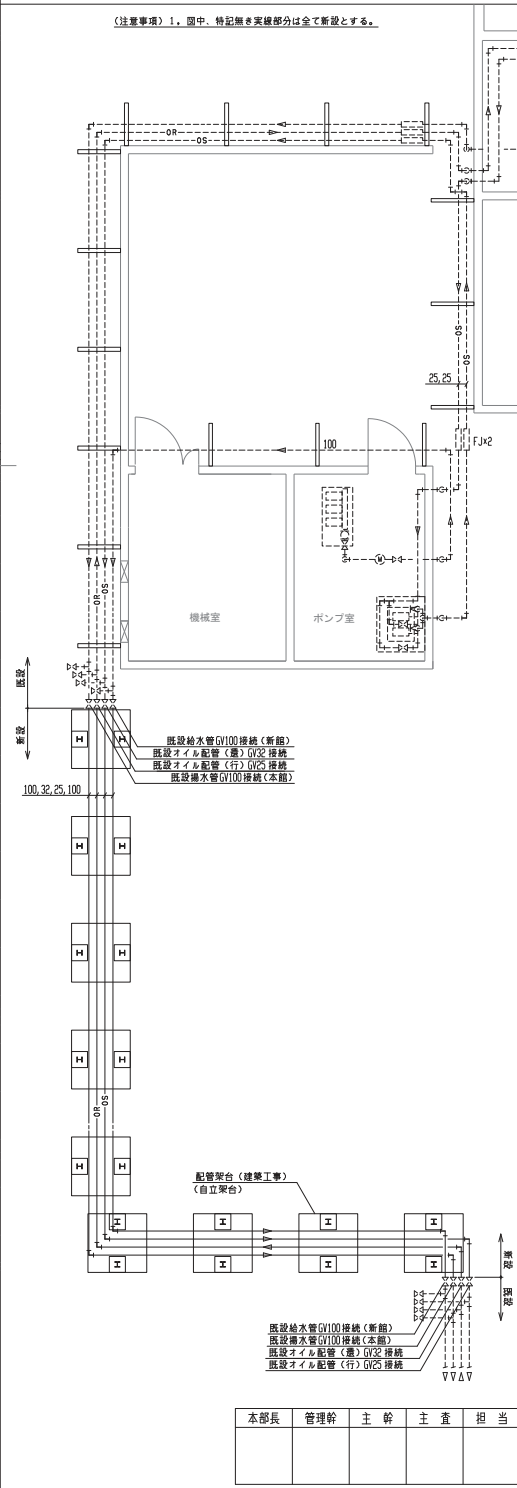 (注意事項) 1. 図中、特記無き実線部分は全て新設とする。
OR
OS
OS
OS
25,25
FJ×2
100
M
OR
OS
機械室
ポンプ室
既設
新設
既設給水管GV100接続(新館)
既設オイル配管(還)GV32接続
既設オイル配管(行)GV25接続
既設揚水管GV100接続(本館)
100,32,25,100
H H
H H
H H
H H
OR
OS
H H
配管架台(建築工事)
(自立架台)
H H H H
H H H H
新設
既設
既設給水管GV100接続(新館)
既設揚水管GV100接続(本館)
既設オイル配管(還)GV32接続
既設オイル配管(行)GV25接続
本部長 管理幹 主 幹 主 査 担 当